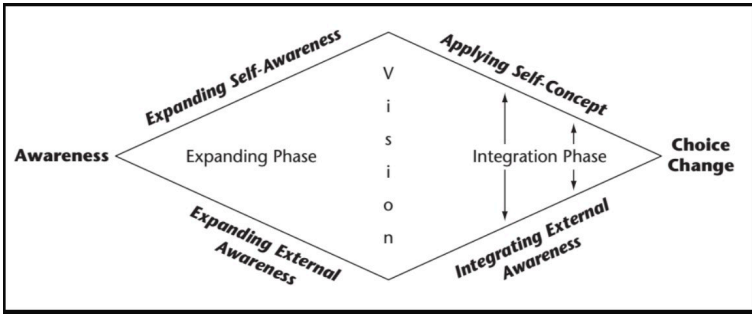 Expanding Self-Awareness
Applying Self-Concept
V
i
s
i
o
n
Awareness
Expanding Phase
Integration Phase
Choice
Change
Expanding External
Awareness
Integrating External
Awareness